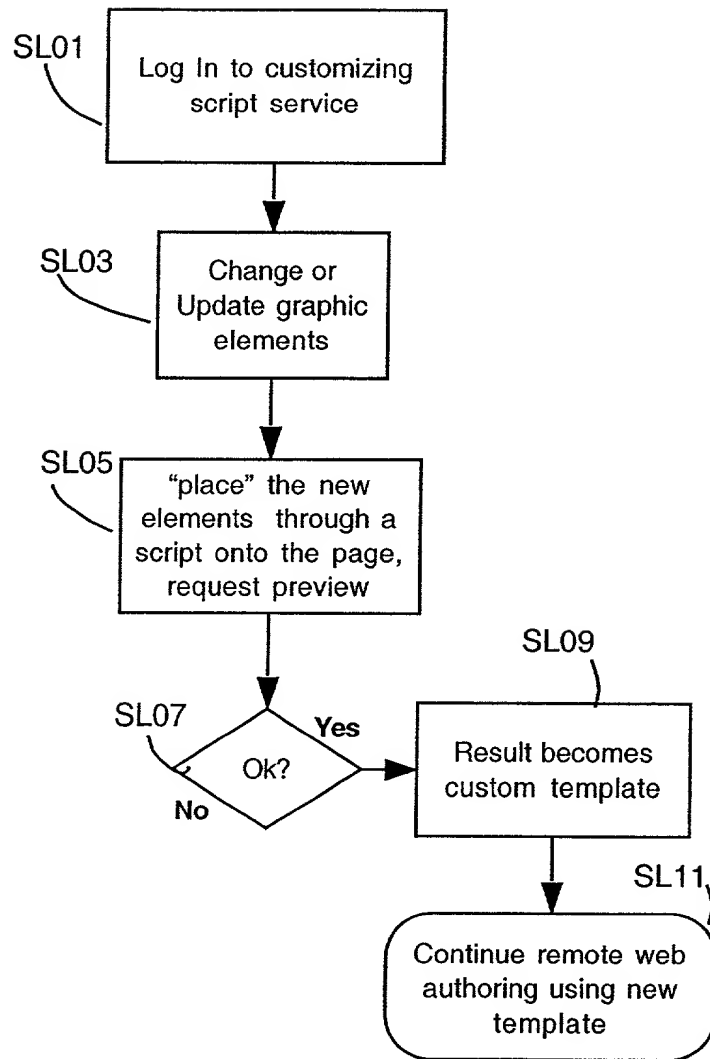 SL01
Log In to customizing
script service
SL03
Change or
Update graphic
elements
SL05
"place" the new
elements through a
script onto the page,
request preview
SL07
Ok?
Yes
No
SL09
Result becomes
custom template
SL11
Continue remote web
authoring using new
template